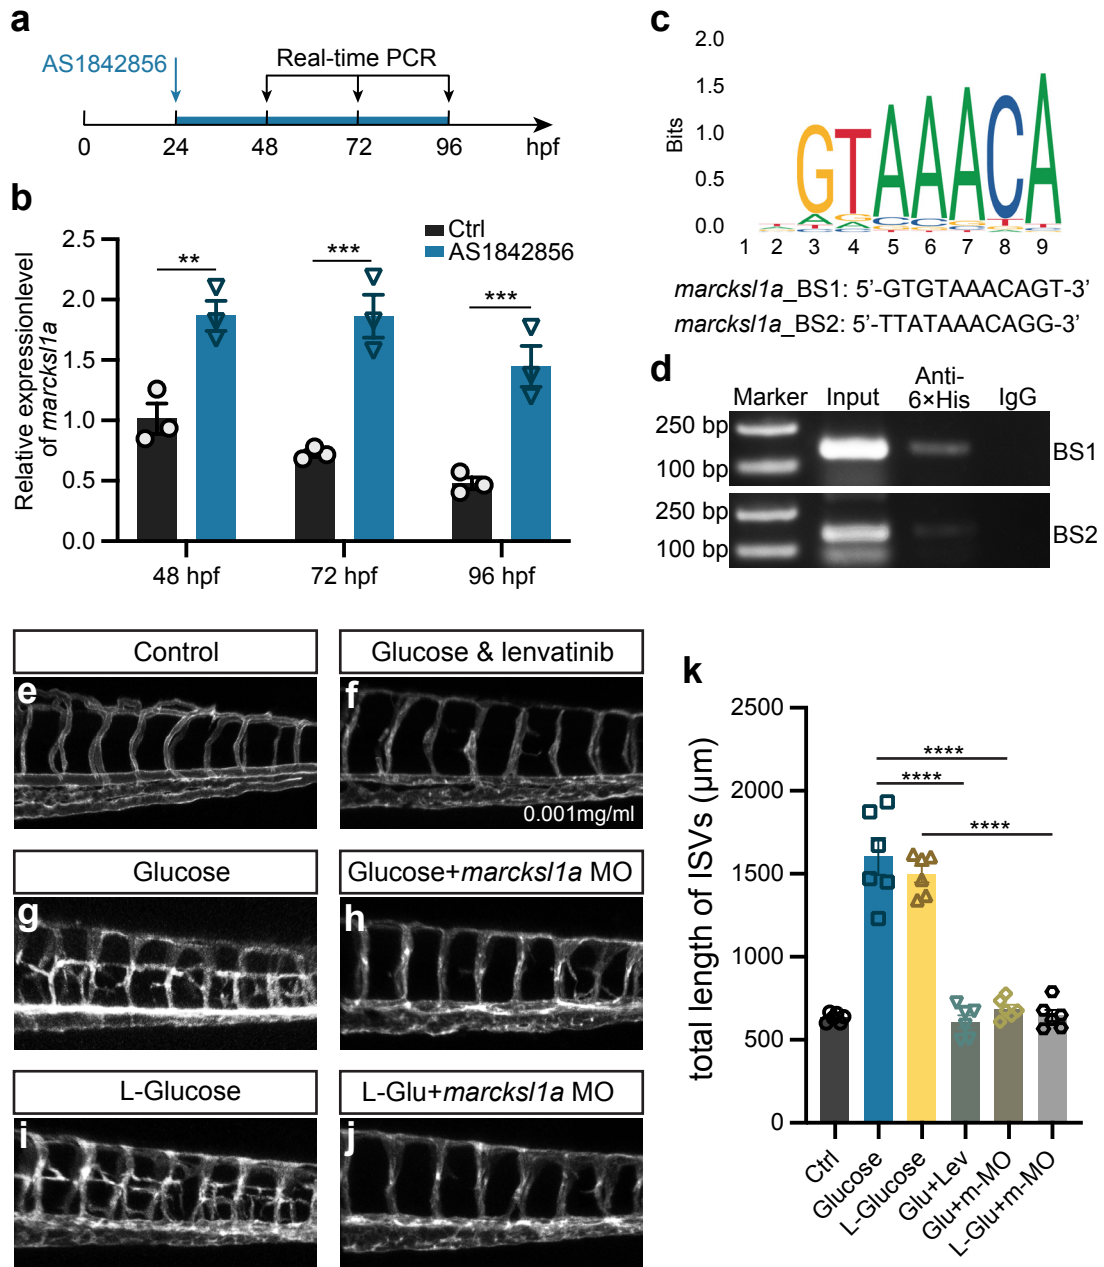 a
AS1842856
Real-time PCR
0 24 48 72 96 hpf
b
Relative expressionlevel
of marcksl1a
2.5
2.0
1.5
1.0
0.5
0.0
Ctrl
AS1842856
** *** ***
48 hpf 72 hpf 96 hpf
c
Bits
2.0
1.5
1.0
0.5
0.0
GTAAACA
1 2 3 4 5 6 7 8 9
marcksl1a_BS1: 5’-GTGTAAACAGT-3’
marcksl1a_BS2: 5’-TTATAAACAGG-3’
d
Marker Input Anti-
6×His IgG
250 bp
100 bp
BS1
250 bp
100 bp
BS2
Control
e
Glucose & lenvatinib
f
0.001mg/ml
Glucose
g
Glucose+marcksl1a MO
h
L-Glucose
i
L-Glu+marcksl1a MO
j
k
total length of ISVs (μm)
2500
2000
1500
1000
500
0
****
****
****
Ctrl
Glucose
L-Glucose
Glu+Lev
Glu+m-MO
L-Glu+m-MO